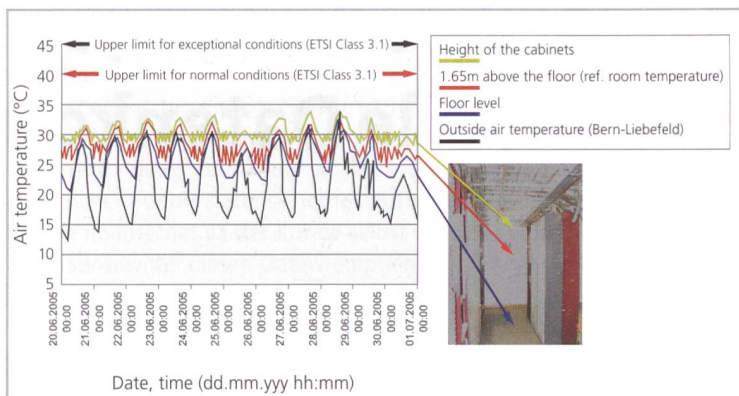 45
Upper limit for exceptional conditions (ETSI Class 3.1)
40
Upper limit for normal conditions (ETSI Class 3.1)
35
30
25
20
15
10
5
Air temperature (°C)
20.06.2005 00:00
21.06.2005 00:00
22.06.2005 00:00
23.06.2005 00:00
24.06.2005 00:00
25.06.2005 00:00
26.06.2005 00:00
27.06.2005 00:00
28.06.2005 00:00
29.06.2005 00:00
30.06.2005 00:00
01.07.2005 00:00
Date, time (dd.mm.yyy hh:mm)
Height of the cabinets
1.65m above the floor (ref. room temperature)
Floor level
Outside air temperature (Bern-Liebefeld)